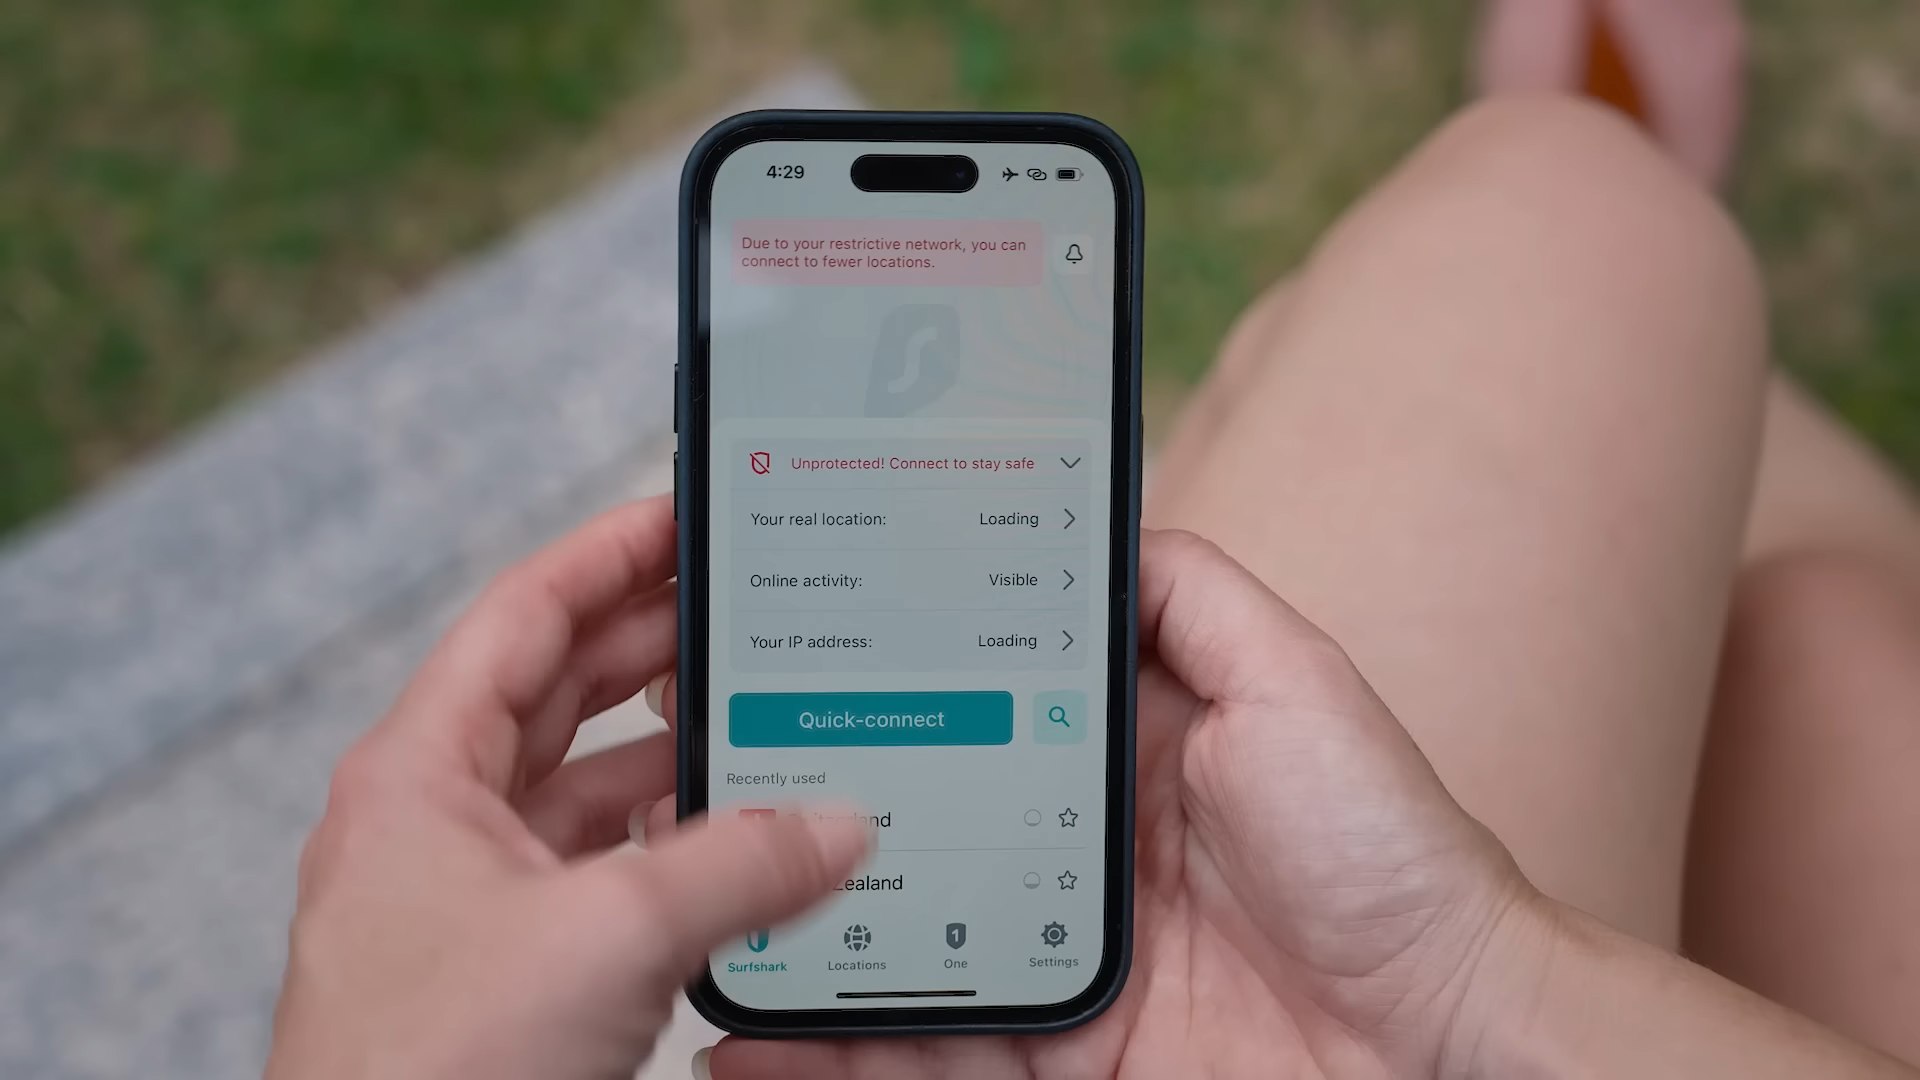 4:29
Due to your restrictive network, you can
connect to fewer locations.
Unprotected! Connect to stay safe
Your real location: Loading
Online activity: Visible
Your IP address: Loading
Quick-connect
Recently used
Zealand
1
Surfshark Locations One Settings